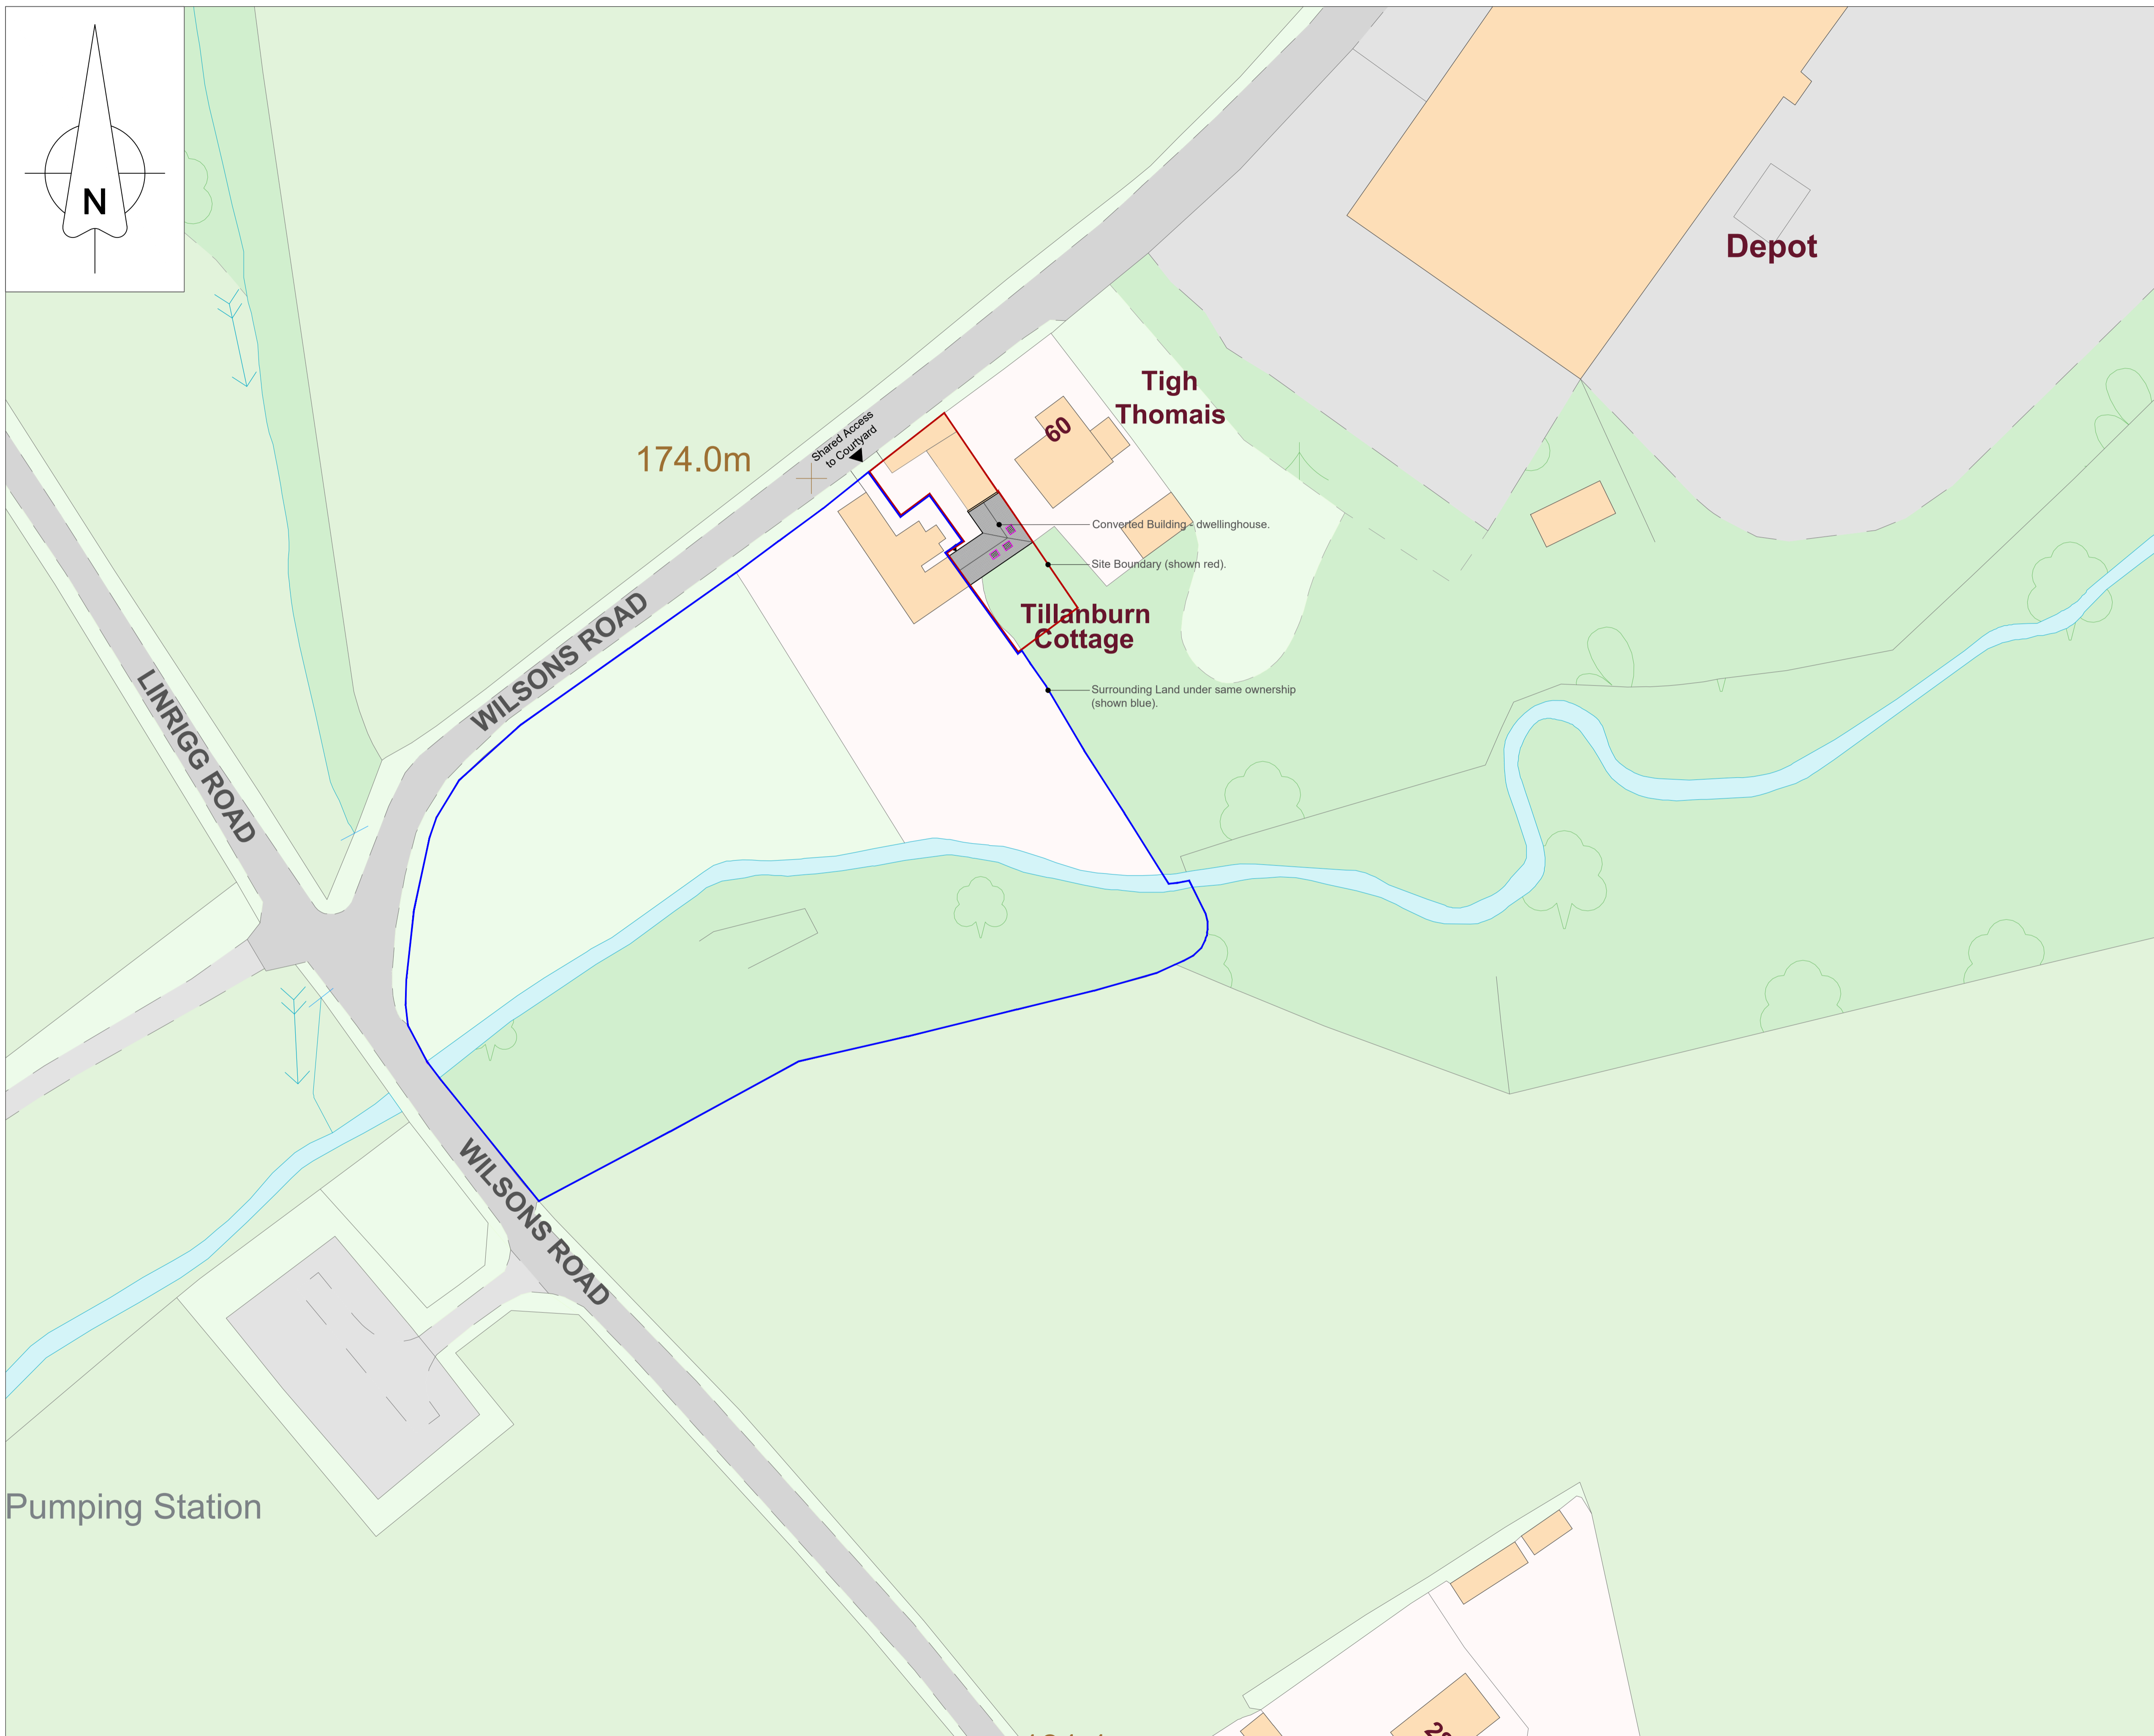 N
Depot
Tigh
Thomais
60
Shared Access
to Courtyard
174.0m
Converted Building - dwellinghouse.
Site Boundary (shown red).
Tillanburn
Cottage
WILSONS ROAD
LINRIGG ROAD
Surrounding Land under same ownership
(shown blue).
WILSONS ROAD
Pumping Station